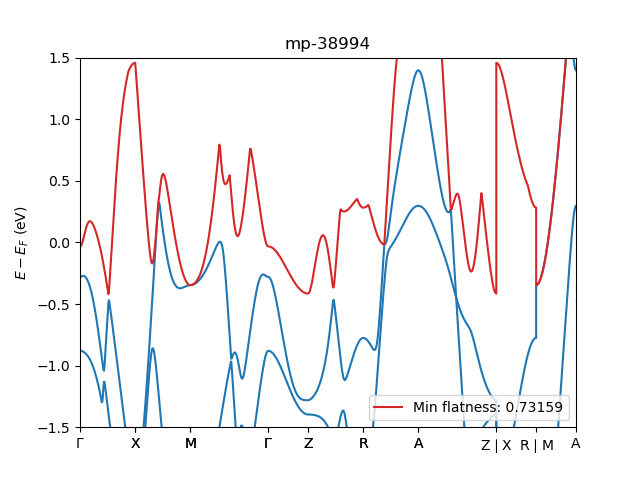 mp-38994
1.5
1.0
0.5
0.0
−0.5
−1.0
−1.5
E − E_F (eV)
Min flatness: 0.73159
Γ X M Γ Z R A Z | X R | M A